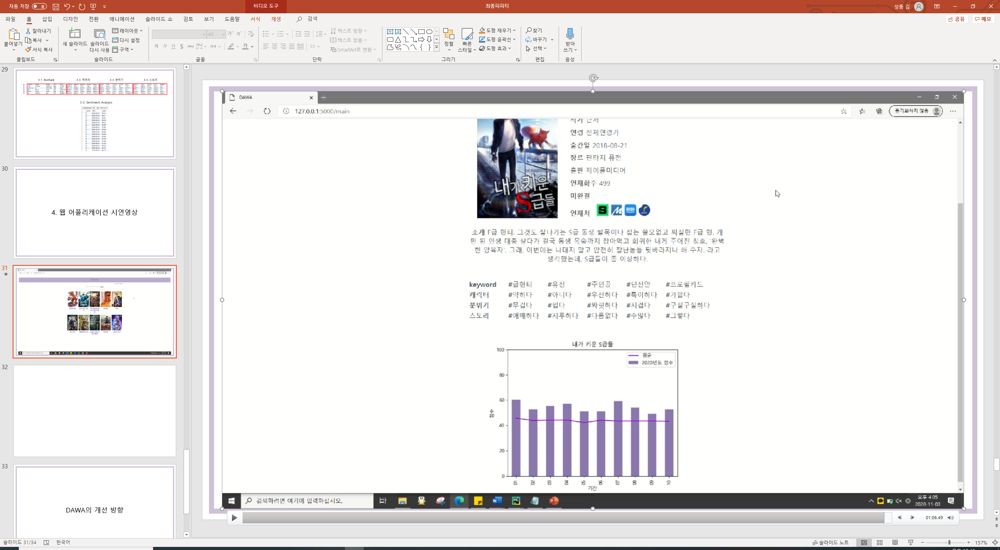 자동 저장
비디오 도구
최종피피티
성종 김
파일 홈 삽입 디자인 전환 애니메이션 슬라이드 쇼 검토 보기 도움말 서식 재생 검색
공유 메모
붙여넣기
잘라내기
복사
서식 복사
클립보드
새 슬라이드
슬라이드 다시 사용
레이아웃
다시 설정
구역
슬라이드
40
글꼴
텍스트 방향
텍스트 맞춤
SmartArt로 변환
단락
정렬
빠른 스타일
도형 채우기
도형 윤곽선
도형 효과
그리기
찾기
바꾸기
선택
편집
받아쓰기
음성
29
3-1. TextRank 3-3. 캐릭터 3-3. 분위기 3-3. 스토리
3-2. Sentiment Analysis
30
4. 웹 어플리케이션 시연영상
31
DAWA
32
33
DAWA의 개선 방향
DAWA
127.0.0.1:5000/main
동기화하지 않음
작가 근서
연령 전체연령가
출간일 2018-08-21
장르 판타지 퓨전
출판 제이플미디어
연재화수 499
미완결
연재처
RIDI
내가 키운 S급들
소개 F급 헌터. 그것도 잘나가는 S급 동생 발목이나 잡는 쓸모없고 찌질한 F급 형. 개
판 된 인생 대충 살다가 결국 동생 목숨까지 잡아먹고 회귀한 내게 주어진 칭호, '완벽
한 양육자'. 그래, 이번에는 나대지 말고 얌전히 잘난놈들 뒷바라지나 해 주자. 라고
생각했는데, S급들이 좀 이상하다.
keyword #급헌터 #유진 #주인공 #던전안 #프로필카드
캐릭터 #약하다 #아니다 #우선하다 #특이하다 #가깝다
분위기 #무겁다 #밉다 #싸릿하다 #지겹다 #구질구질하다
스토리 #애매하다 #지루하다 #다름없다 #수많다 #그렇다
내가 키운 S급들
평균
2020년도 점수
100
80
60
40
20
0
점수
01 02 03 04 05 06 07 08 09 10
기간
검색하려면 여기에 입력하십시오.
오후 4:05
2020-11-03
01:06.49
슬라이드 31/34 한국어
슬라이드 노트
157%